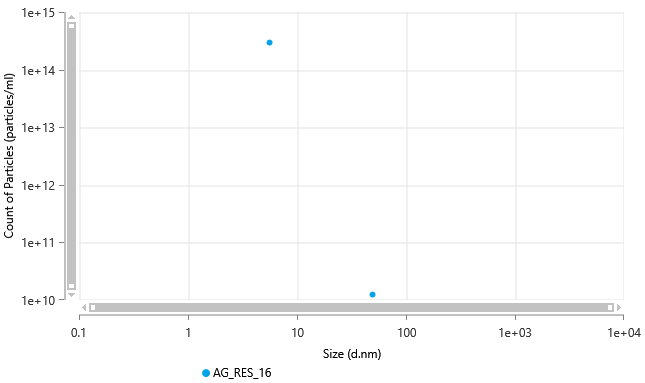 1e+15
1e+14
1e+13
1e+12
1e+11
1e+10
Count of Particles (particles/ml)
0.1 1 10 100 1e+03 1e+04
Size (d.nm)
AG_RES_16